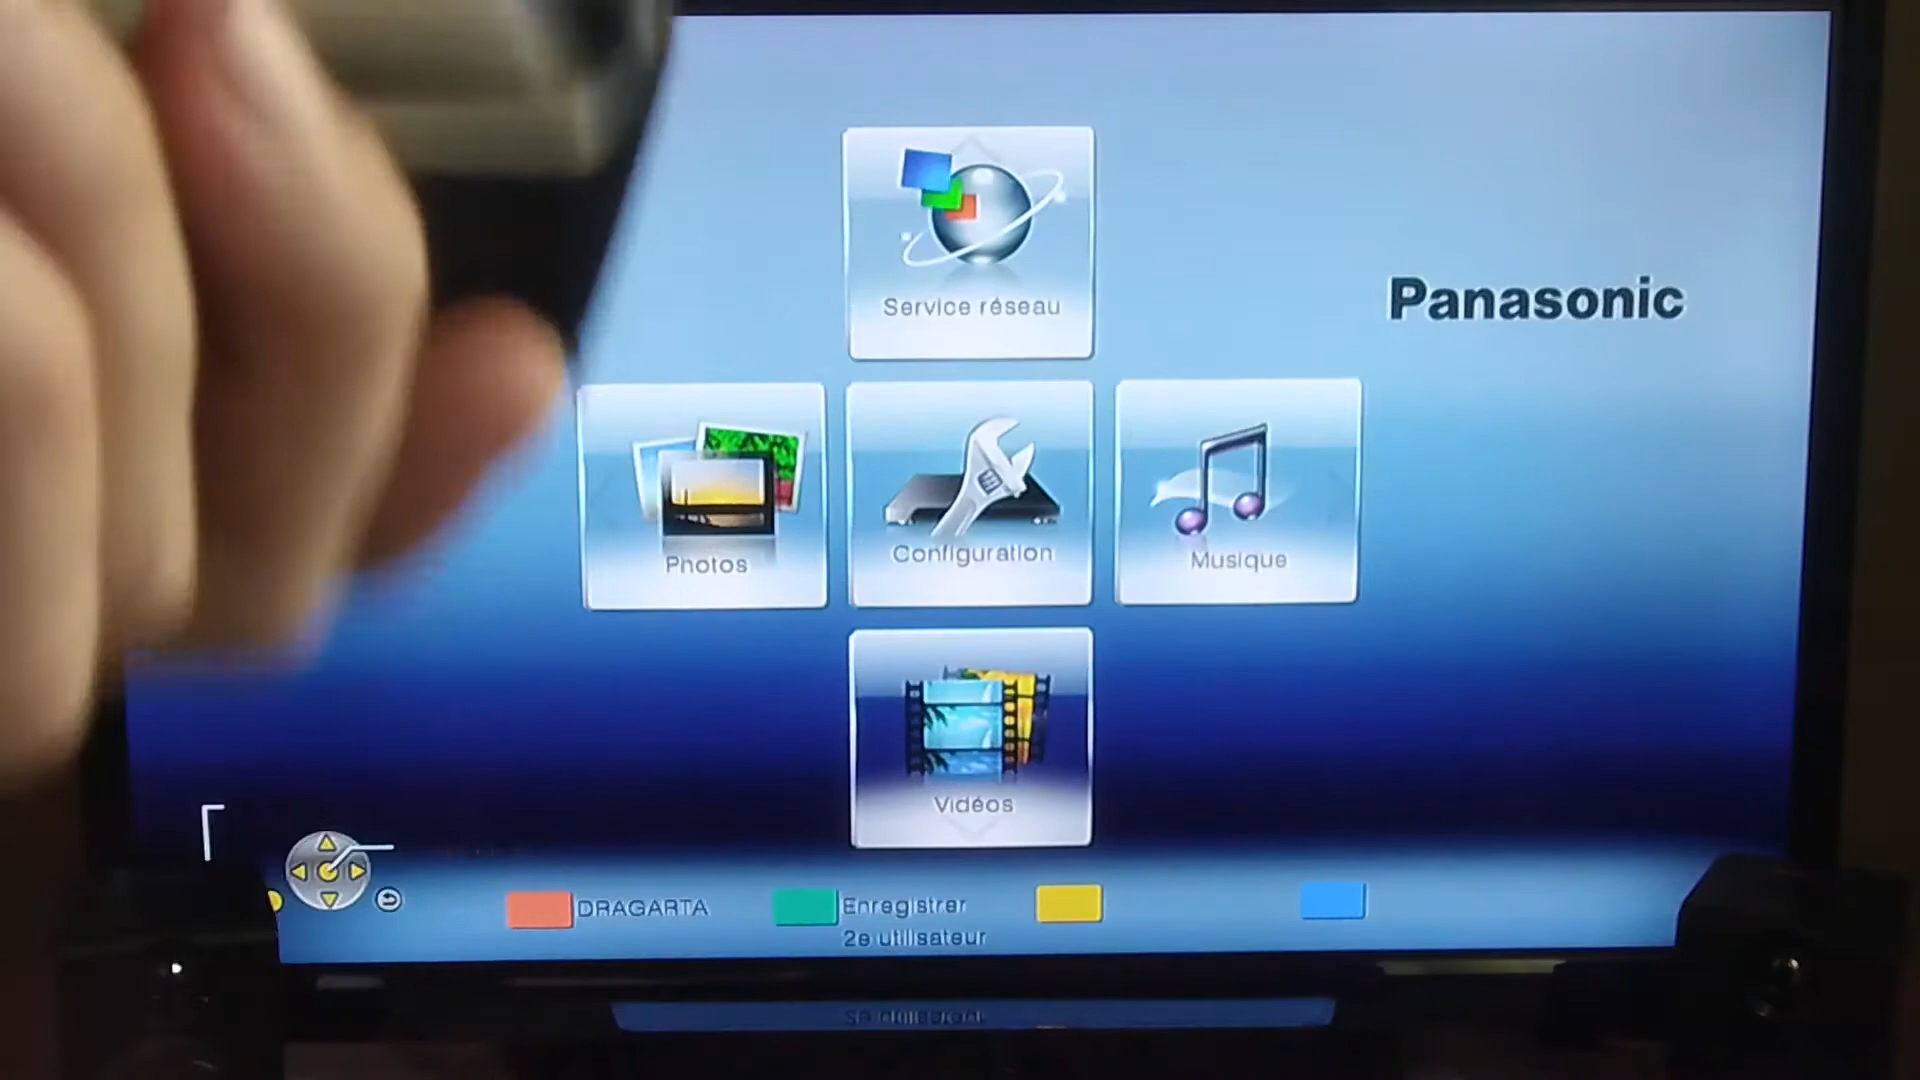 Service réseau
Panasonic
Photos
Configuration
Musique
Vidéos
DRAGARTA
Enregistrer
2e utilisateur